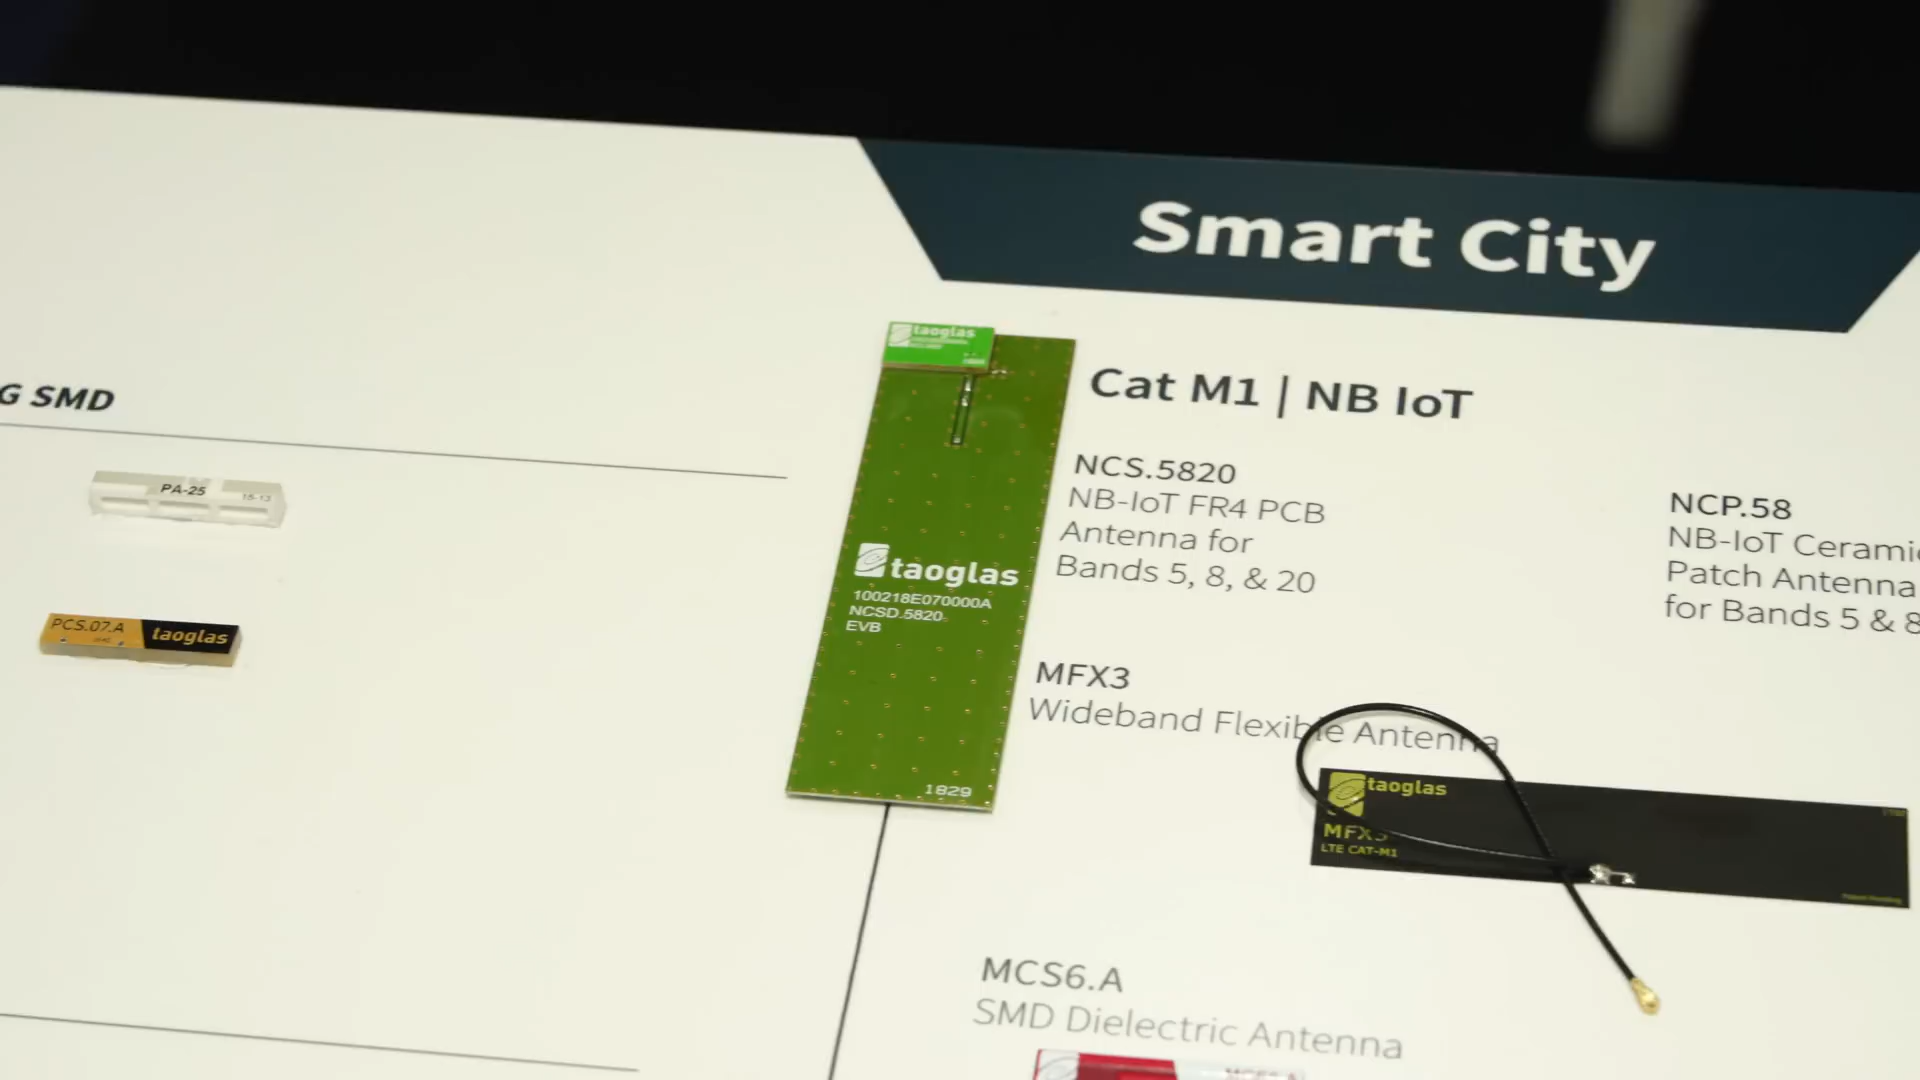 Smart City
G SMD
PA-25
15-13
PCS.07.A
taoglas
taoglas
taoglas
100218E070000A
NCSD.5820
EVB
1829
Cat M1 | NB IoT
NCS.5820
NB-IoT FR4 PCB
Antenna for
Bands 5, 8, & 20
NCP.58
NB-IoT Ceramic
Patch Antenna
for Bands 5 & 8
MFX3
Wideband Flexible Antenna
taoglas
MFX3
LTE CAT-M1
MCS6.A
SMD Dielectric Antenna